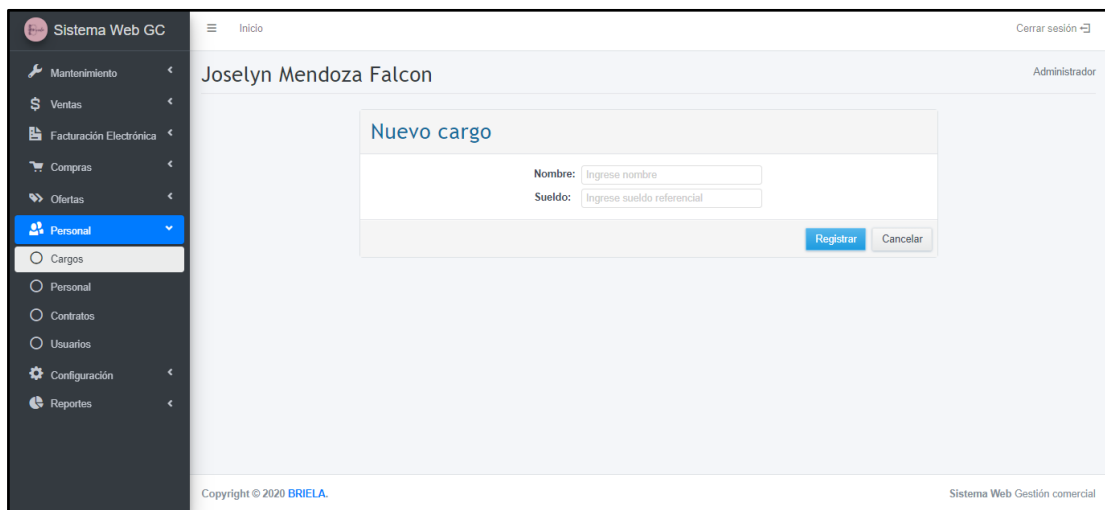 Sistema Web GC
Inicio
Cerrar sesión
Mantenimiento
Ventas
Facturación Electrónica
Compras
Ofertas
Personal
Cargos
Personal
Contratos
Usuarios
Configuración
Reportes
Joselyn Mendoza Falcon
Administrador
Nuevo cargo
Nombre: Ingrese nombre
Sueldo: Ingrese sueldo referencial
Registrar Cancelar
Copyright © 2020 BRIELA.
Sistema Web Gestión comercial